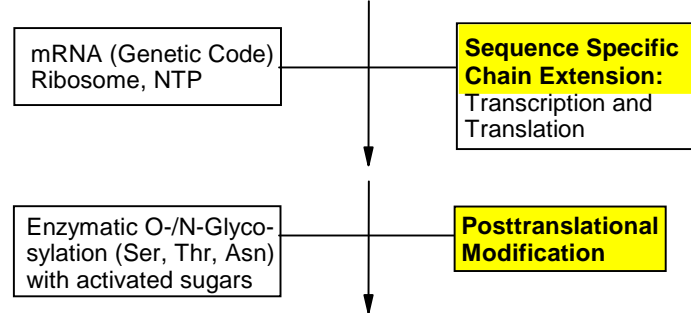 mRNA (Genetic Code)
Ribosome, NTP
Sequence Specific
Chain Extension:
Transcription and
Translation
Enzymatic O-/N-Glyco-
sylation (Ser, Thr, Asn)
with activated sugars
Posttranslational
Modification